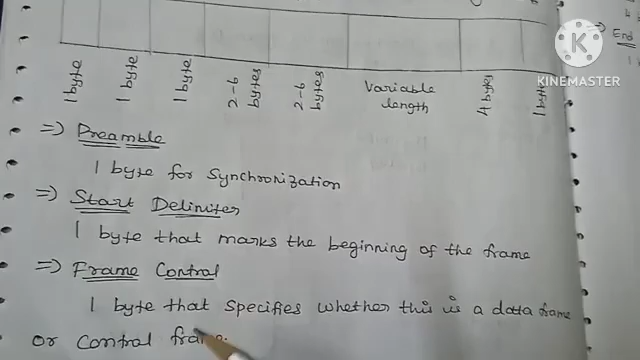 KINEMASTER
1 byte 1 byte 1 byte 2-6 bytes 2-6 bytes Variable length 4 bytes 1 byte
=> Preamble
1 byte for Synchronization
=> Start Delimiter
1 byte that marks the beginning of the frame
=> Frame Control
1 byte that specifies whether this is a data frame
or control frame.